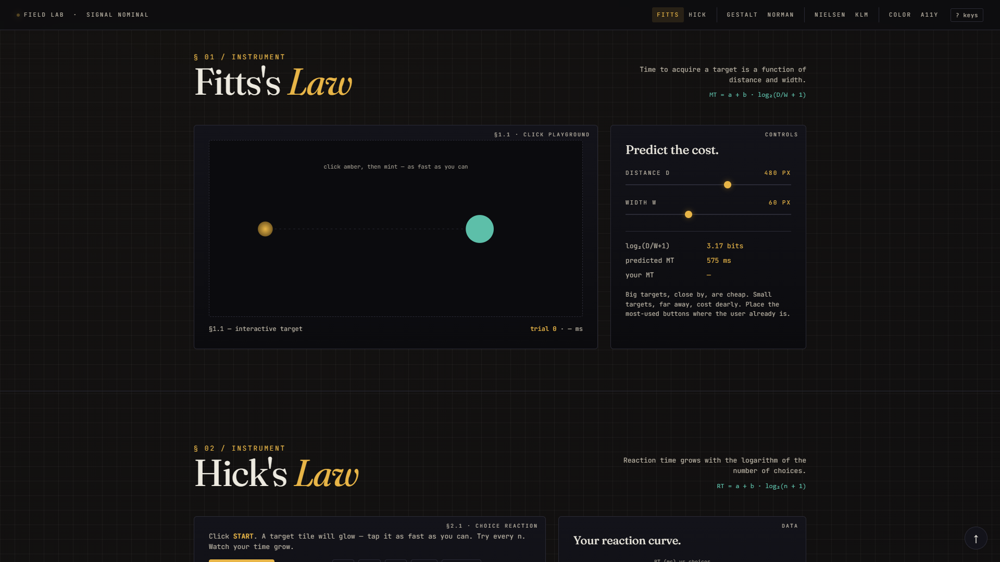 FIELD LAB · SIGNAL NOMINAL
FITTS HICK GESTALT NORMAN NIELSEN KLM COLOR A11Y ? keys
§ 01 / INSTRUMENT
Fitts's Law
Time to acquire a target is a function of
distance and width.
MT = a + b · log₂(D/W + 1)
§1.1 · CLICK PLAYGROUND
click amber, then mint — as fast as you can
§1.1 — interactive target
trial 0 · — ms
CONTROLS
Predict the cost.
DISTANCE D 480 PX
WIDTH W 60 PX
log₂(D/W+1) 3.17 bits
predicted MT 575 ms
your MT —
Big targets, close by, are cheap. Small
targets, far away, cost dearly. Place the
most-used buttons where the user already is.
§ 02 / INSTRUMENT
Hick's Law
Reaction time grows with the logarithm of the
number of choices.
RT = a + b · log₂(n + 1)
§2.1 · CHOICE REACTION
Click START. A target tile will glow — tap it as fast as you can. Try every n.
Watch your time grow.
DATA
Your reaction curve.
RT (ms) vs choices
↑